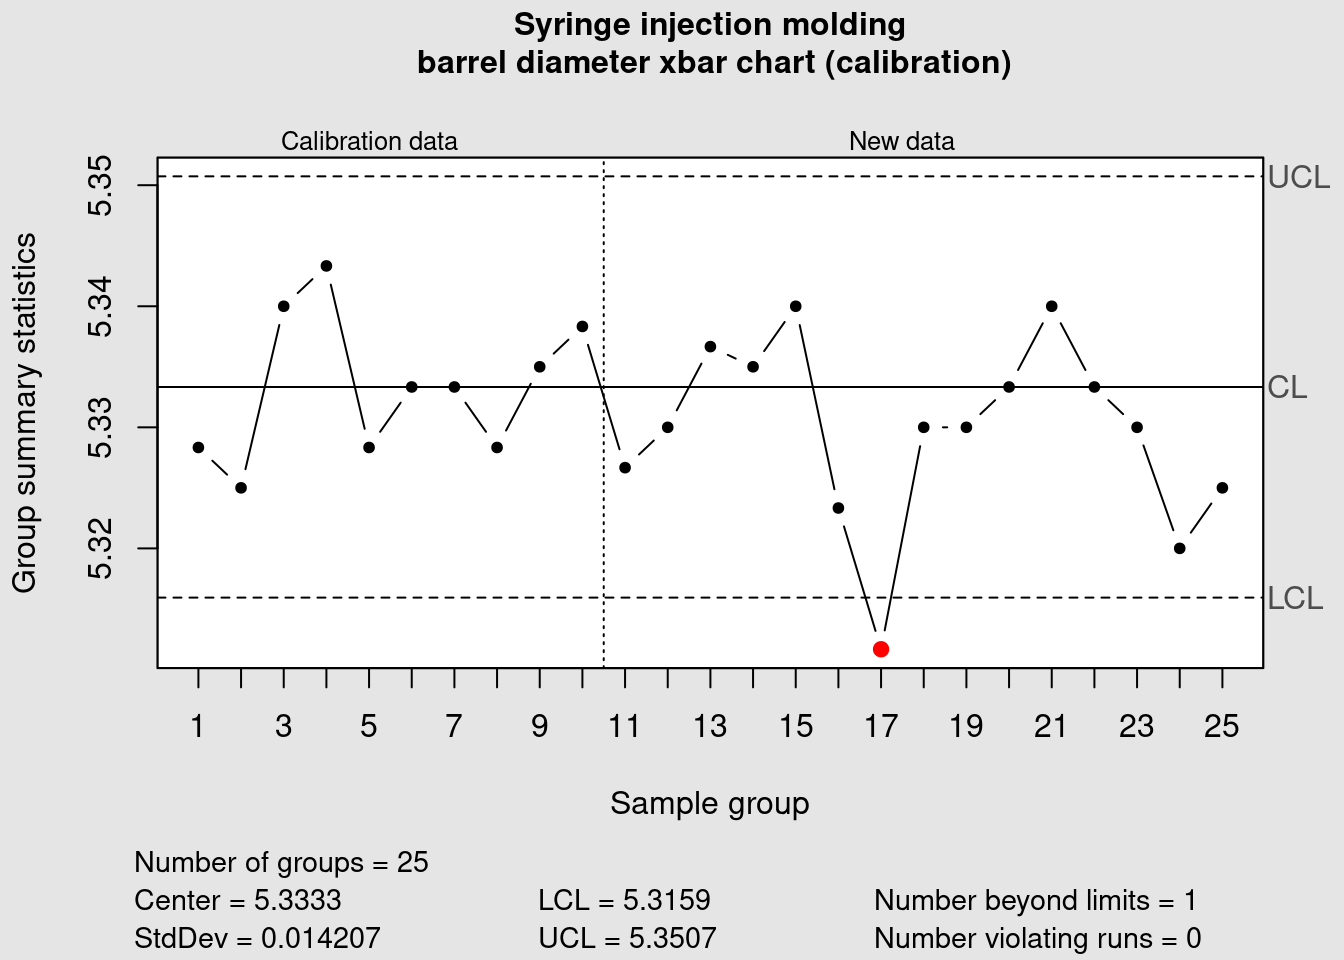 Syringe injection molding
barrel diameter xbar chart (calibration)
Calibration data
New data
5.35
5.34
5.33
5.32
Group summary statistics
UCL
CL
LCL
1 3 5 7 9 11 13 15 17 19 21 23 25
Sample group
Number of groups = 25
Center = 5.3333
LCL = 5.3159
Number beyond limits = 1
StdDev = 0.014207
UCL = 5.3507
Number violating runs = 0